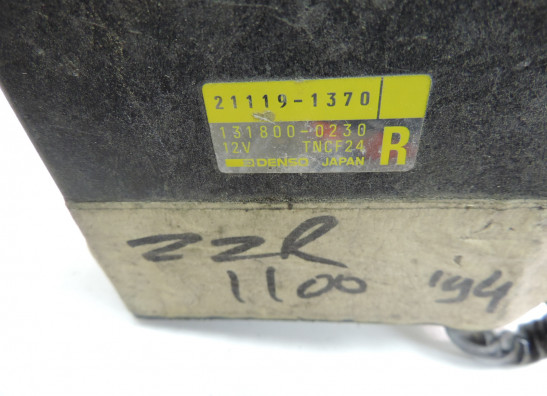 21119-1370
131800-0230
12V TNCF24
DENSO JAPAN R
ZZR
1100 '94